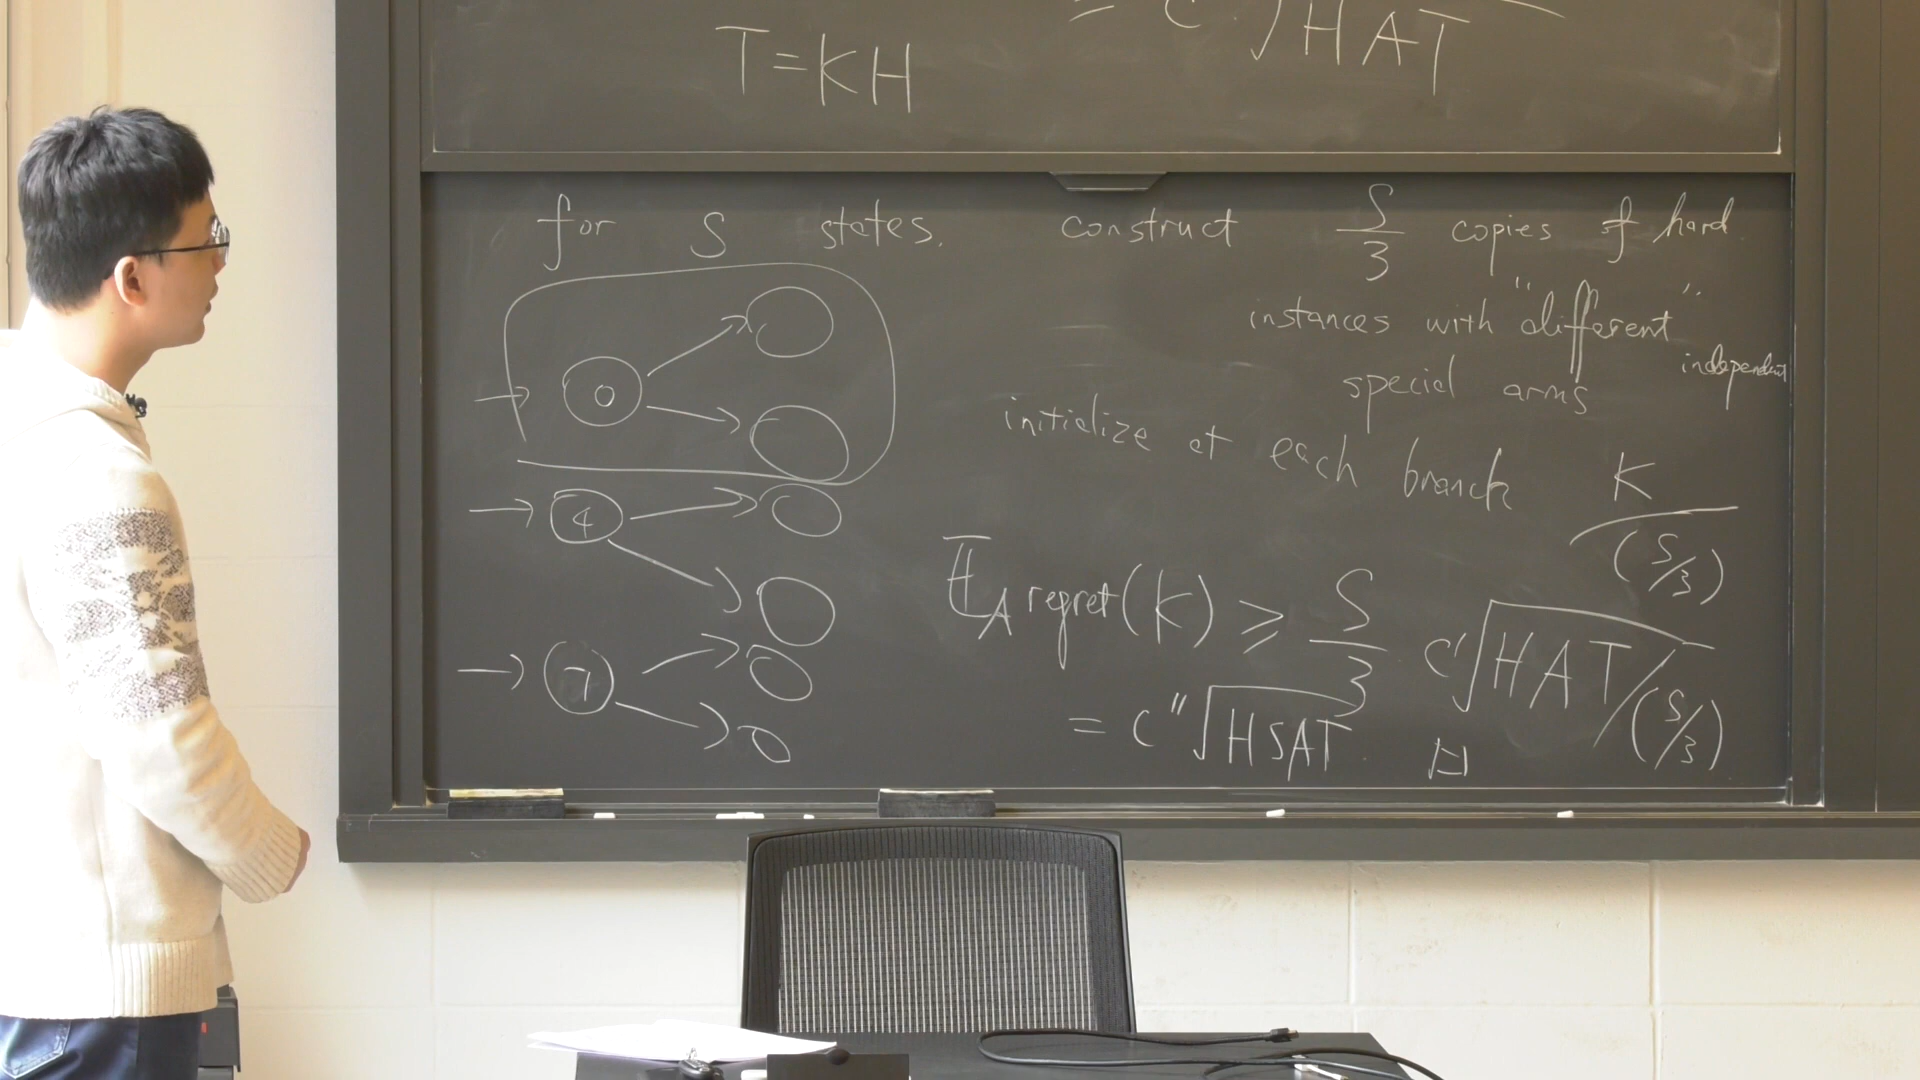 = C · √HAT
T = KH
for S states. construct S/3 copies of hard
instances with "different"
independent
special arms
initialize at each branch
K/(S/3)
0
4
7
E_A regret(K) ≥ S/3 C' √HAT/(S/3)
= C'' √HSAT.